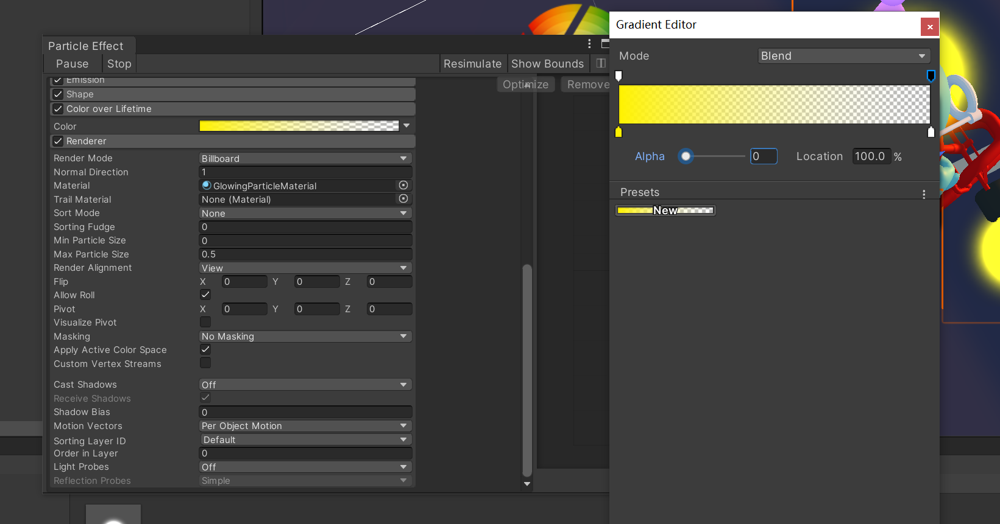 Gradient Editor
x
Particle Effect
Pause Stop Resimulate Show Bounds
Mode Blend
Optimize Remove
Emission
Shape
Color over Lifetime
Color
Renderer
Render Mode Billboard
Normal Direction 1
Material GlowingParticleMaterial
Trail Material None (Material)
Sort Mode None
Sorting Fudge 0
Min Particle Size 0
Max Particle Size 0.5
Render Alignment View
Flip X 0 Y 0 Z 0
Allow Roll
Pivot X 0 Y 0 Z 0
Visualize Pivot
Masking No Masking
Apply Active Color Space
Custom Vertex Streams
Cast Shadows Off
Receive Shadows
Shadow Bias 0
Motion Vectors Per Object Motion
Sorting Layer ID Default
Order in Layer 0
Light Probes Off
Reflection Probes Simple
Alpha 0 Location 100.0 %
Presets
New